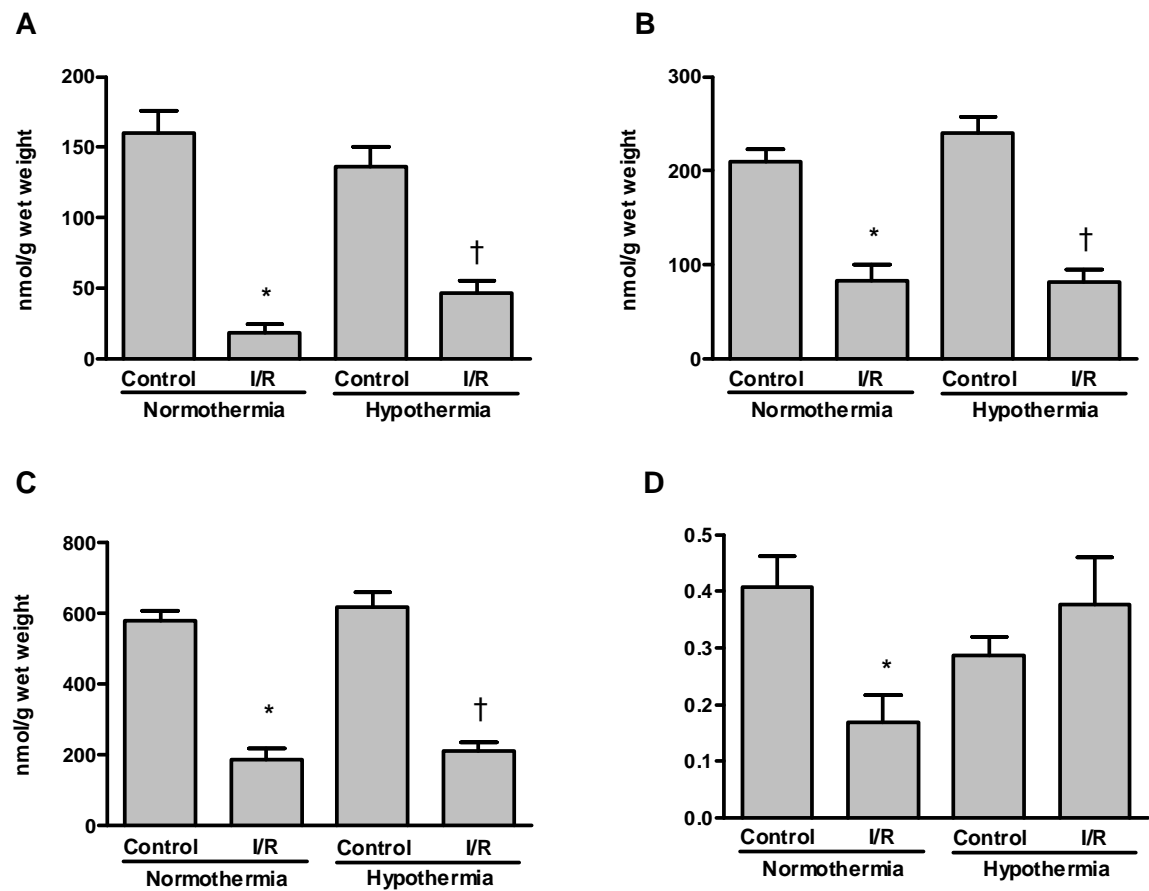 A
nmol/g wet weight
200
150
100
50
0
*
†
Control I/R Control I/R
Normothermia Hypothermia
B
nmol/g wet weight
300
200
100
0
*
†
Control I/R Control I/R
Normothermia Hypothermia
C
nmol/g wet weight
800
600
400
200
0
*
†
Control I/R Control I/R
Normothermia Hypothermia
D
0.5
0.4
0.3
0.2
0.1
0.0
*
Control I/R Control I/R
Normothermia Hypothermia